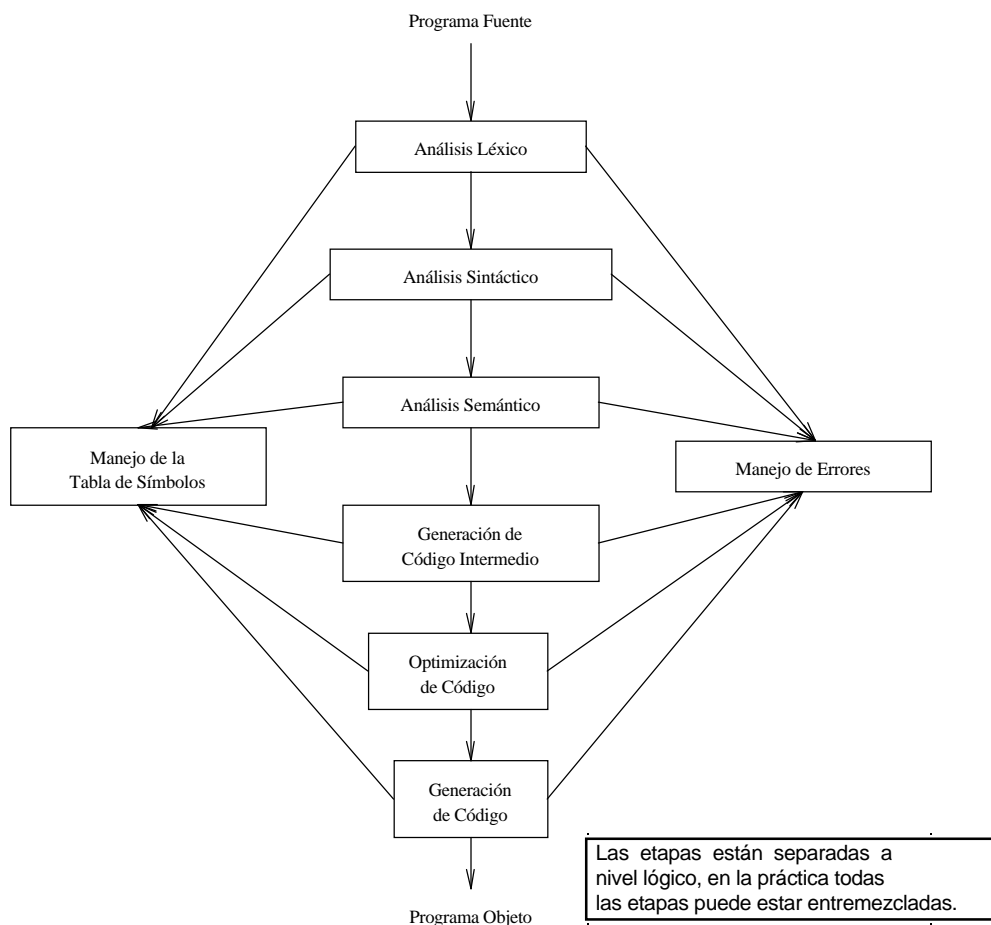 Programa Fuente
Análisis Léxico
Análisis Sintáctico
Análisis Semántico
Manejo de la
Tabla de Símbolos
Manejo de Errores
Generación de
Código Intermedio
Optimización
de Código
Generación
de Código
Las etapas están separadas a
nivel lógico, en la práctica todas
las etapas puede estar entremezcladas.
Programa Objeto